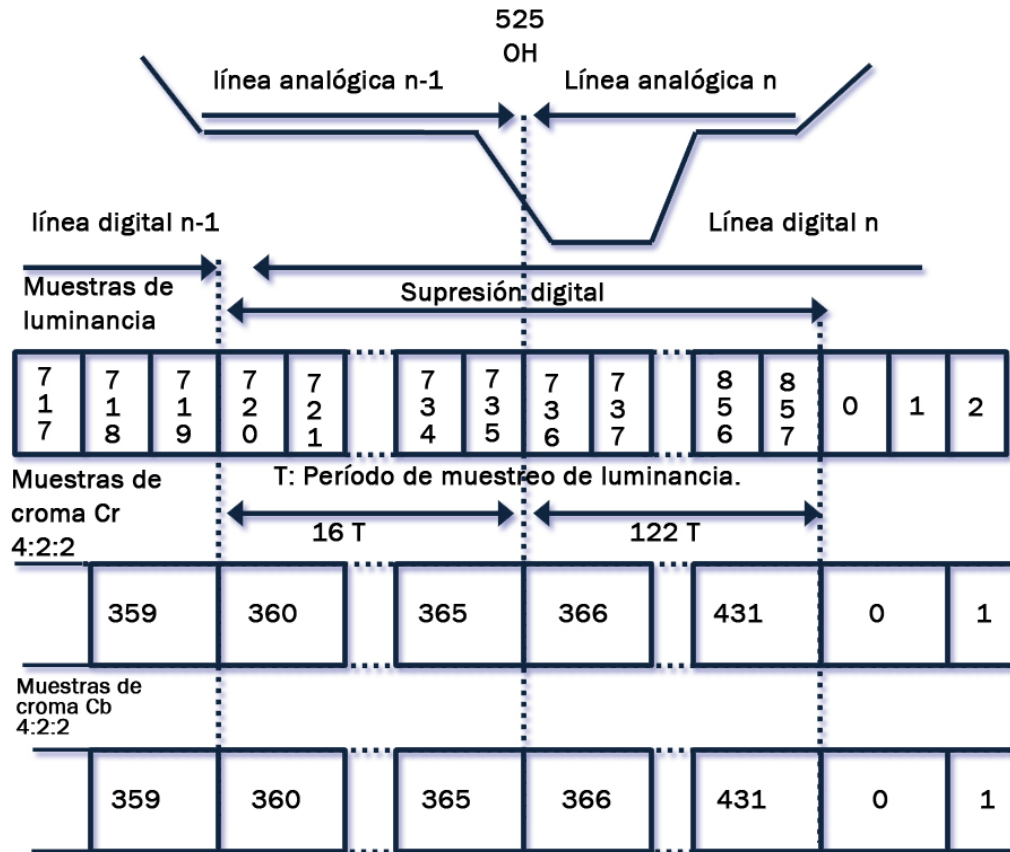 525
OH
línea analógica n-1
Línea analógica n
línea digital n-1
Línea digital n
Muestras de
luminancia
Supresión digital
717 718 719 720 721 734 735 736 737 856 857 0 1 2
Muestras de
croma Cr
4:2:2
T: Período de muestreo de luminancia.
16 T
122 T
359 360 365 366 431 0 1
Muestras de
croma Cb
4:2:2
359 360 365 366 431 0 1